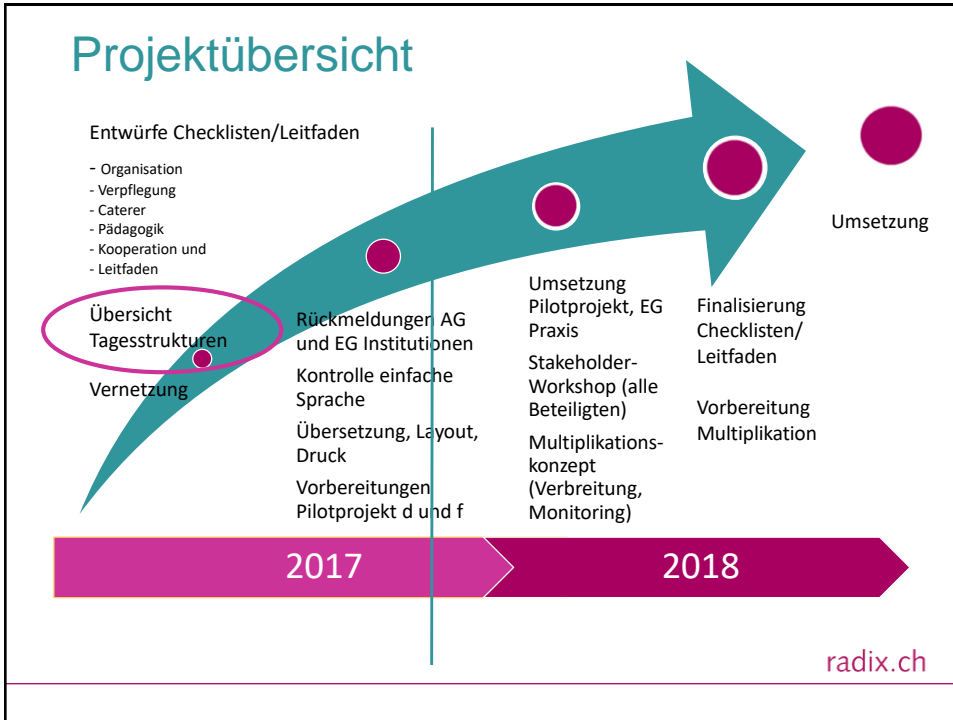 Projektübersicht
Entwürfe Checklisten/Leitfaden
- Organisation
- Verpflegung
- Caterer
- Pädagogik
- Kooperation und
- Leitfaden
Übersicht
Tagesstrukturen
Vernetzung
Rückmeldungen AG
und EG Institutionen
Kontrolle einfache
Sprache
Übersetzung, Layout,
Druck
Vorbereitungen
Pilotprojekt d und f
Umsetzung
Pilotprojekt, EG
Praxis
Stakeholder-
Workshop (alle
Beteiligten)
Multiplikations-
konzept
(Verbreitung,
Monitoring)
Finalisierung
Checklisten/
Leitfaden
Vorbereitung
Multiplikation
Umsetzung
2017
2018
radix.ch